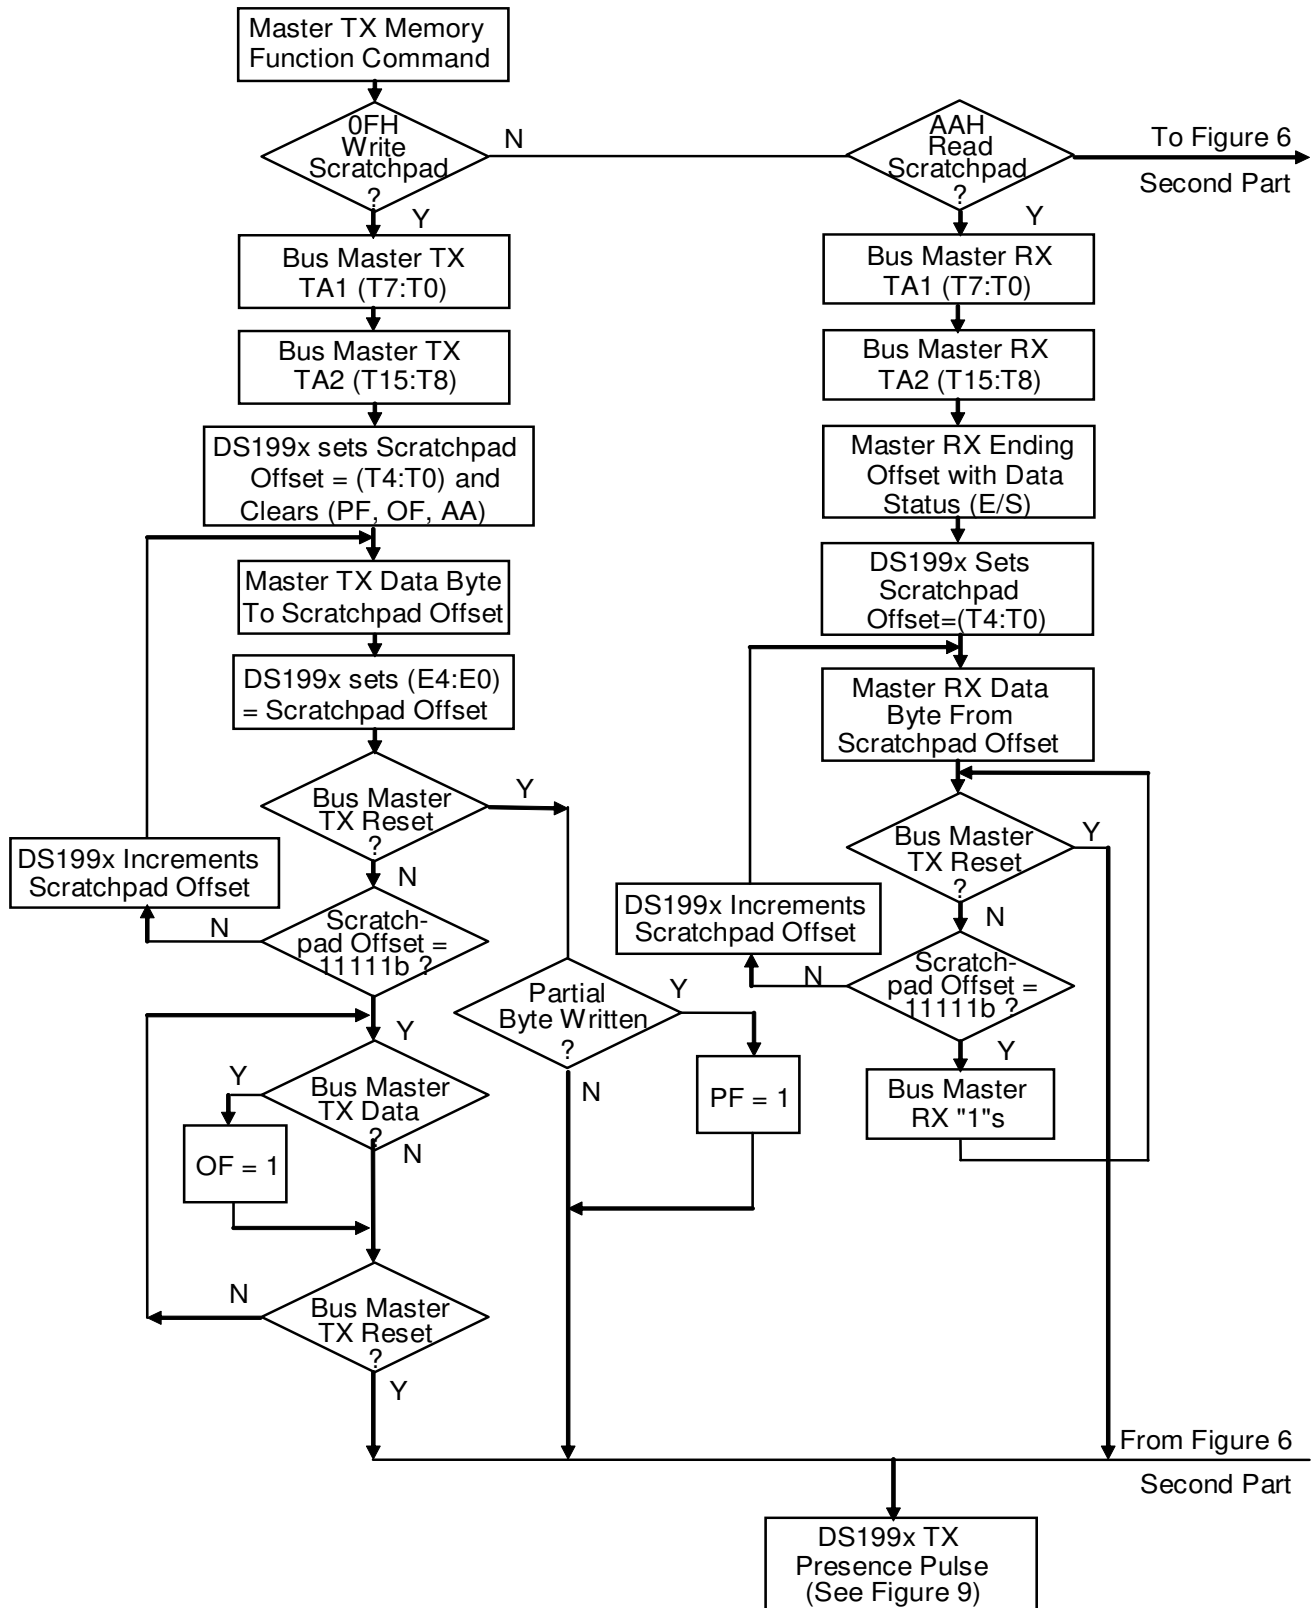 Master TX Memory
Function Command
0FH
Write
Scratchpad
?
N
Y
AAH
Read
Scratchpad
?
Y
To Figure 6
Second Part
Bus Master TX
TA1 (T7:T0)
Bus Master TX
TA2 (T15:T8)
DS199x sets Scratchpad
Offset = (T4:T0) and
Clears (PF, OF, AA)
Master TX Data Byte
To Scratchpad Offset
DS199x sets (E4:E0)
= Scratchpad Offset
Bus Master
TX Reset
?
Y
N
DS199x Increments
Scratchpad Offset
N
Scratch-
pad Offset =
11111b ?
Y
Bus Master
TX Data
?
Y
N
OF = 1
Bus Master
TX Reset
?
N
Y
Partial
Byte Written
?
Y
N
PF = 1
Bus Master RX
TA1 (T7:T0)
Bus Master RX
TA2 (T15:T8)
Master RX Ending
Offset with Data
Status (E/S)
DS199x Sets
Scratchpad
Offset=(T4:T0)
Master RX Data
Byte From
Scratchpad Offset
Bus Master
TX Reset
?
Y
N
DS199x Increments
Scratchpad Offset
N
Scratch-
pad Offset =
11111b ?
Y
Bus Master
RX "1"s
From Figure 6
Second Part
DS199x TX
Presence Pulse
(See Figure 9)